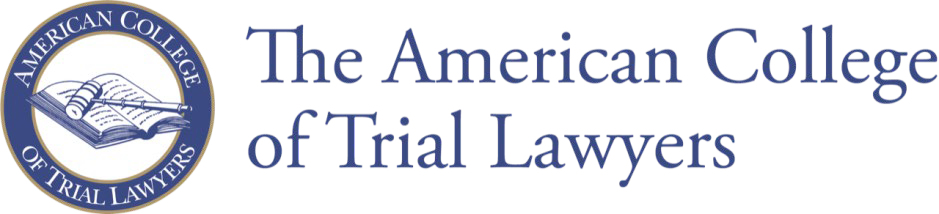 AMERICAN COLLEGE
OF TRIAL LAWYERS
The American College
of Trial Lawyers